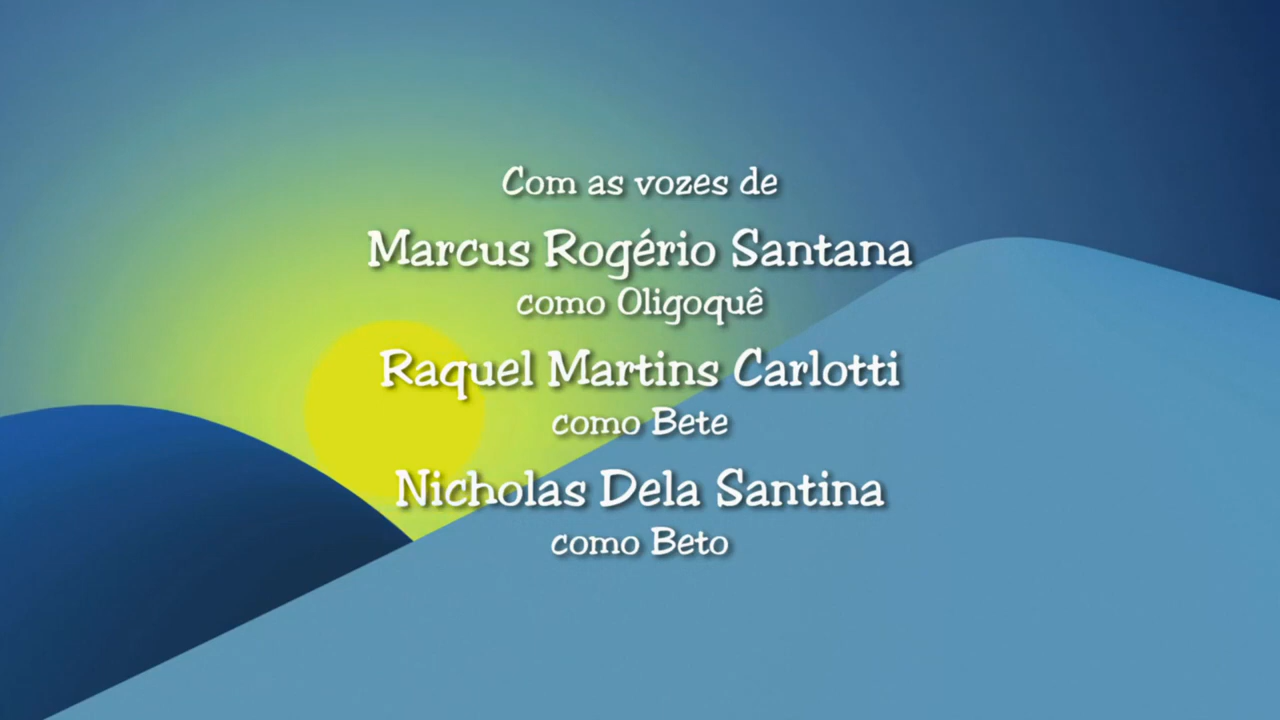 Com as vozes de
Marcus Rogério Santana
como Oligoquê
Raquel Martins Carlotti
como Bete
Nicholas Dela Santina
como Beto